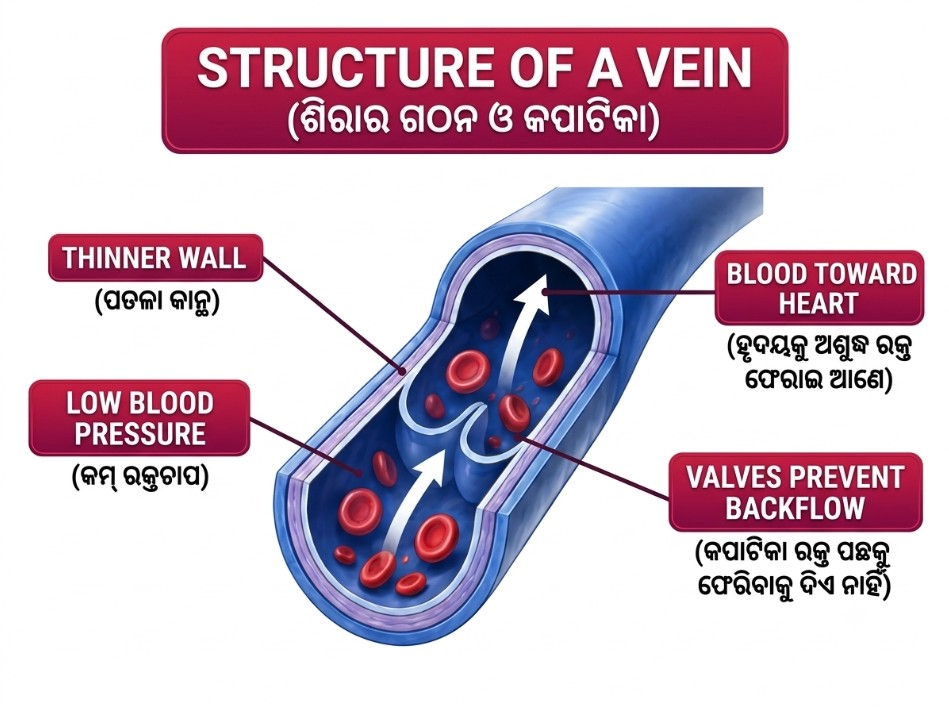 STRUCTURE OF A VEIN
(ଶିରାର ଗଠନ ଓ କପାଟିକା)
THINNER WALL
(ପତଳା କାନ୍ଥ)
LOW BLOOD
PRESSURE
(କମ୍ ରକ୍ତଚାପ)
BLOOD TOWARD
HEART
(ହୃଦୟକୁ ଅଶୁଦ୍ଧ ରକ୍ତ
ଫେରାଇ ଆଣେ)
VALVES PREVENT
BACKFLOW
(କପାଟିକା ରକ୍ତ ପଛକୁ
ଫେରିବାକୁ ଦିଏ ନାହିଁ)